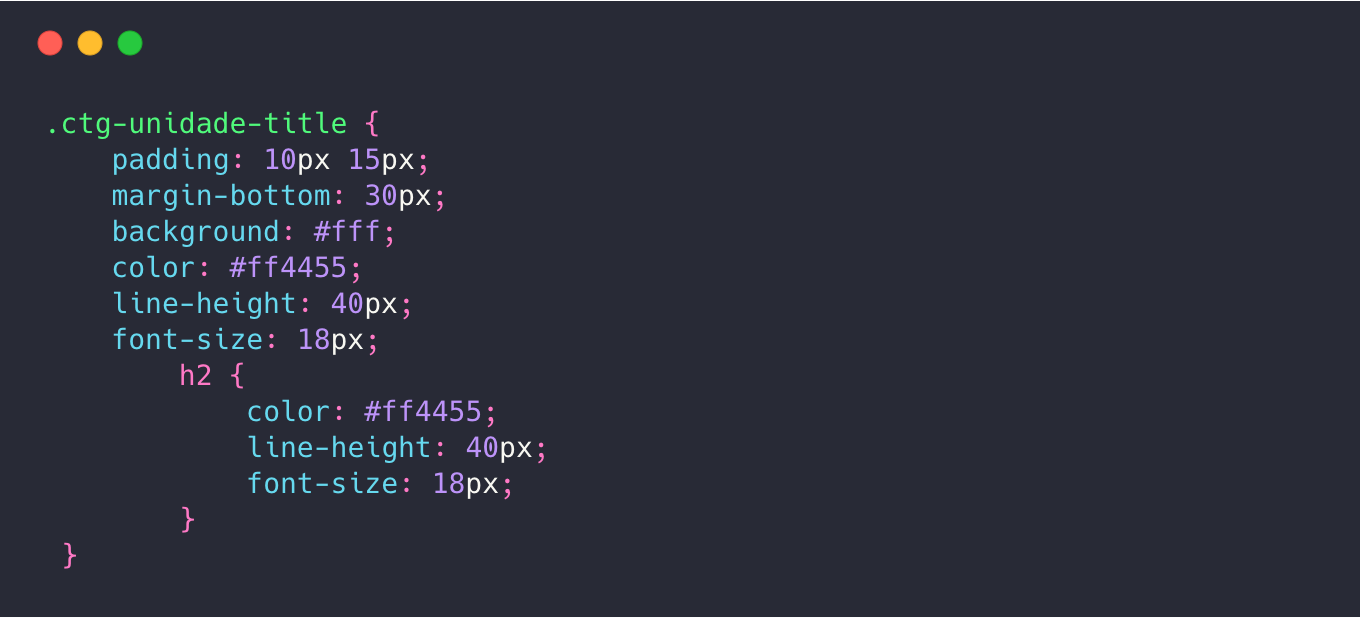 .ctg-unidade-title {
    padding: 10px 15px;
    margin-bottom: 30px;
    background: #fff;
    color: #ff4455;
    line-height: 40px;
    font-size: 18px;
        h2 {
            color: #ff4455;
            line-height: 40px;
            font-size: 18px;
        }
 }